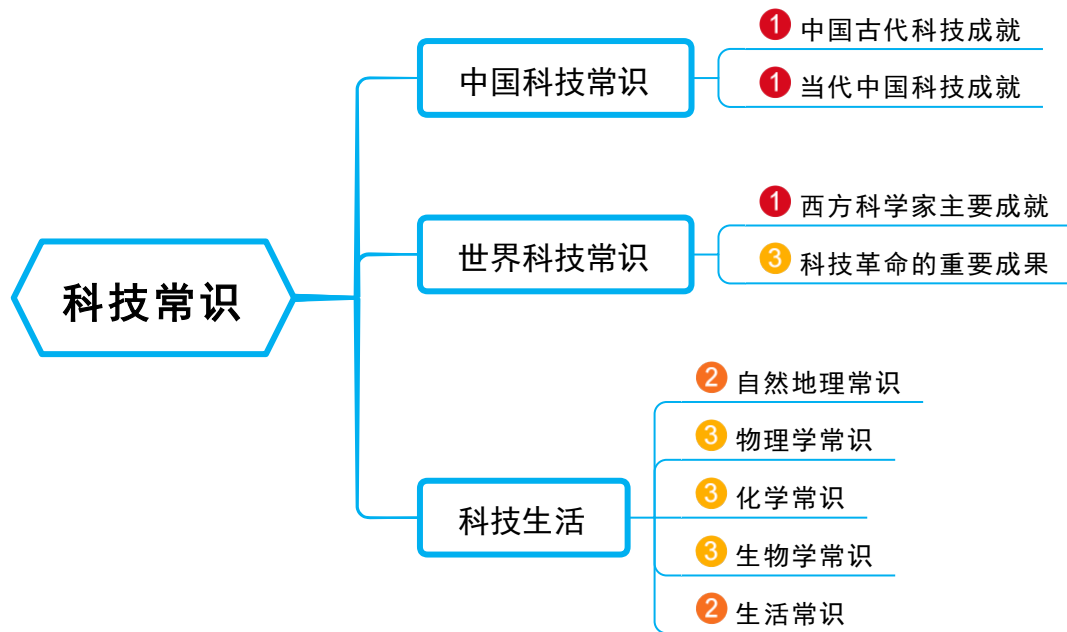 科技常识
中国科技常识
1 中国古代科技成就
1 当代中国科技成就
世界科技常识
1 西方科学家主要成就
3 科技革命的重要成果
科技生活
2 自然地理常识
3 物理学常识
3 化学常识
3 生物学常识
2 生活常识